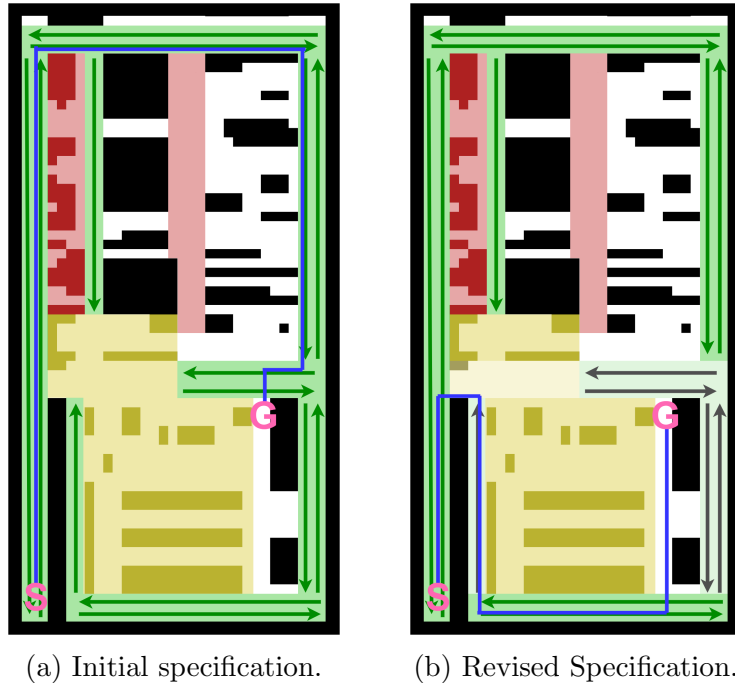 G
G
S
S
(a) Initial specification.
(b) Revised Specification.